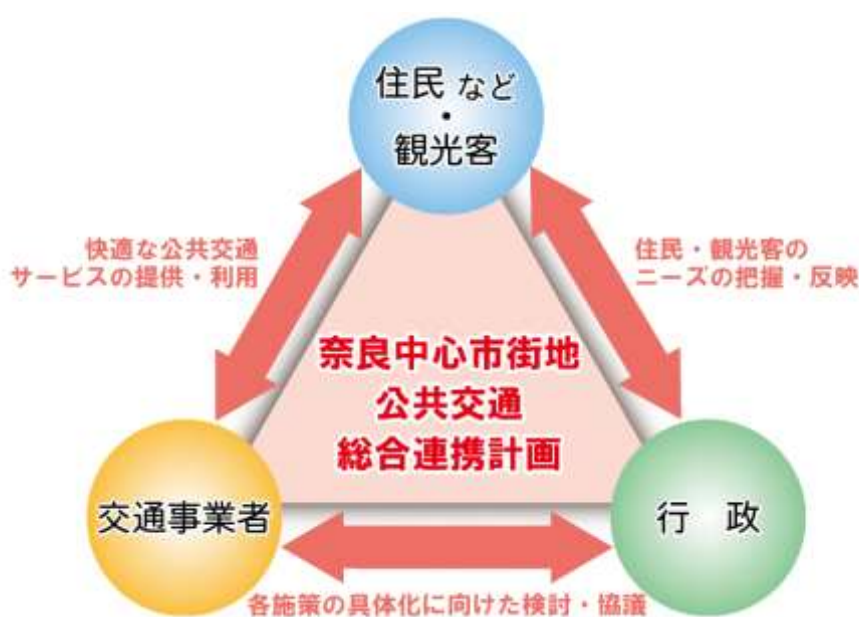 住民 など
・
観光客
快適な公共交通
サービスの提供・利用
住民・観光客の
ニーズの把握・反映
奈良中心市街地
公共交通
総合連携計画
交通事業者
行　政
各施策の具体化に向けた検討・協議